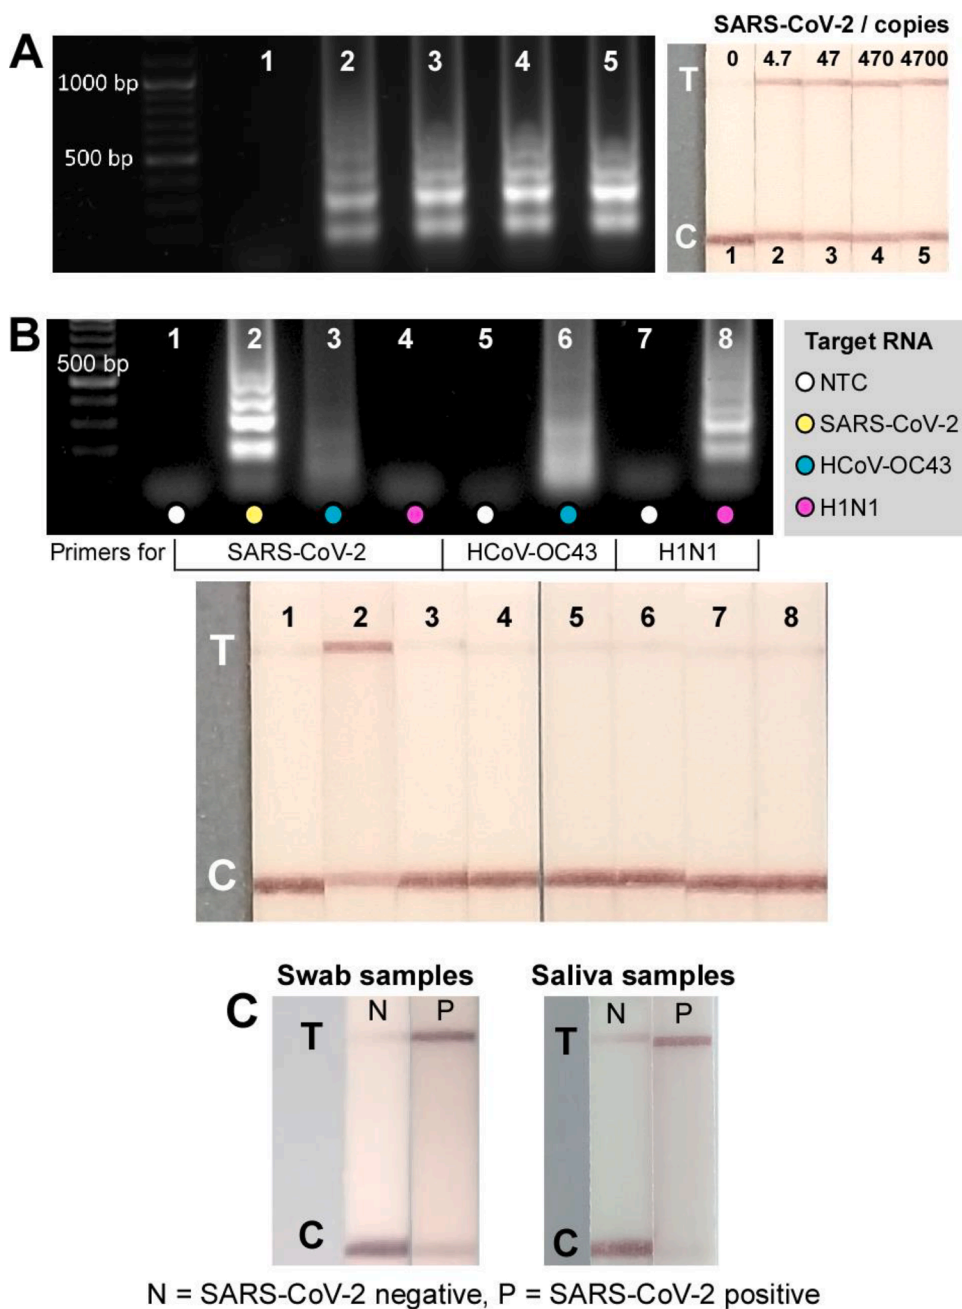 A
SARS-CoV-2 / copies
1 2 3 4 5
0 4.7 47 470 4700
1000 bp
500 bp
T
C
1 2 3 4 5
B
1 2 3 4 5 6 7 8
500 bp
Target RNA
NTC
SARS-CoV-2
HCoV-OC43
H1N1
Primers for SARS-CoV-2 HCoV-OC43 H1N1
1 2 3 4 5 6 7 8
T
C
C
Swab samples
N P
T
C
Saliva samples
N P
T
C
N = SARS-CoV-2 negative, P = SARS-CoV-2 positive